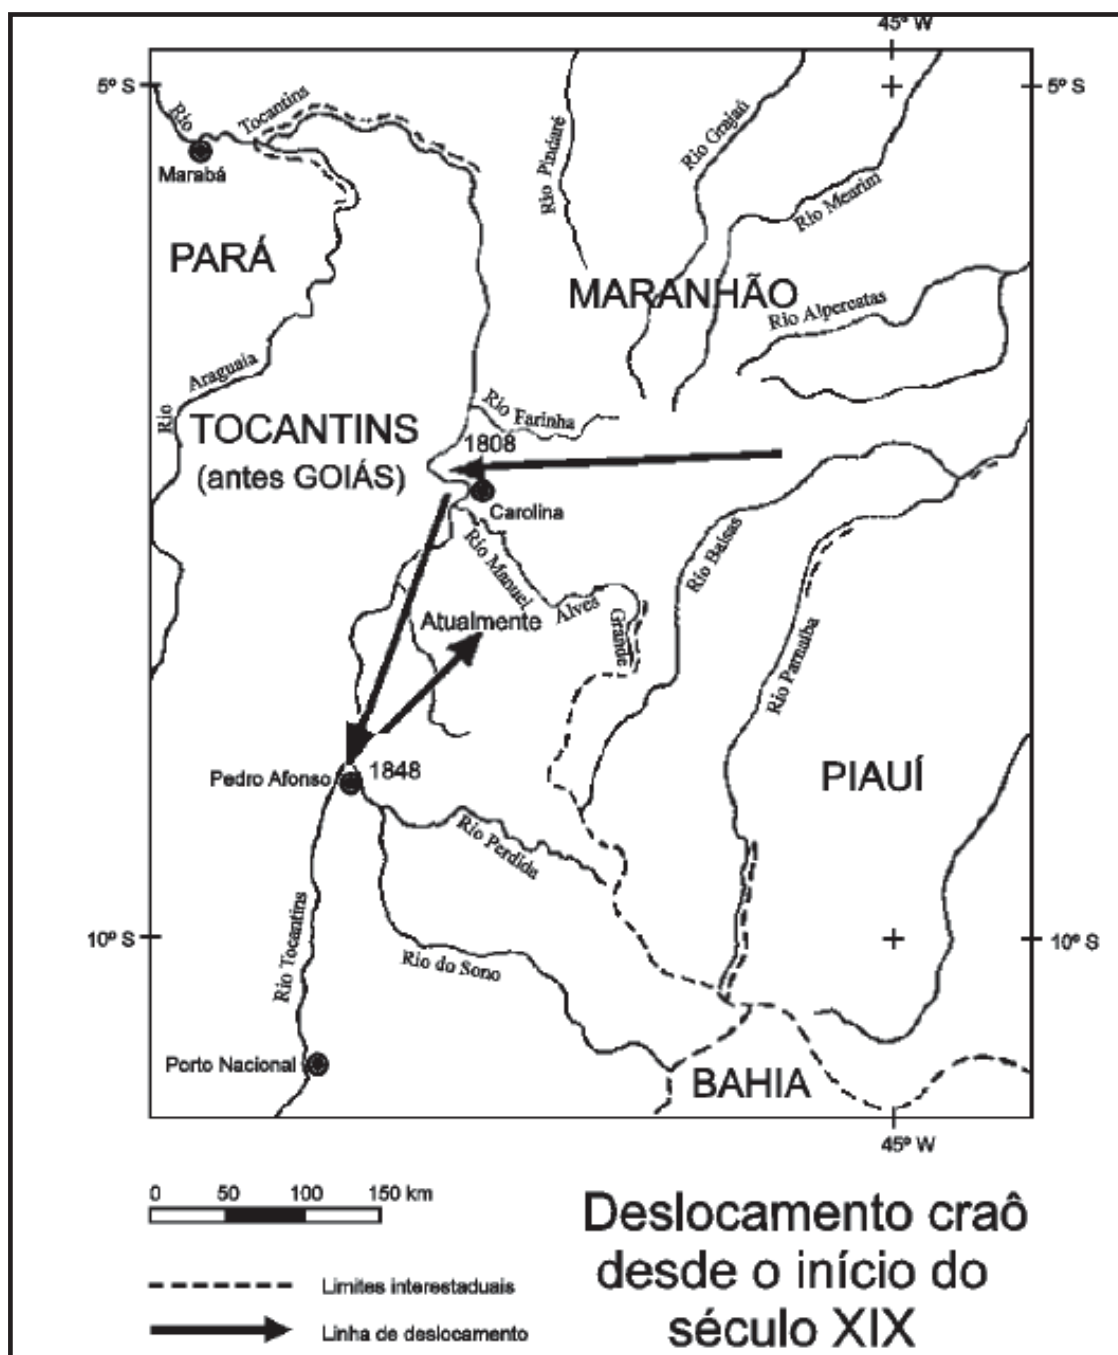 45º W
5º S
5º S
Rio
Tocantins
Marabá
Rio Pindaré
Rio Grajaú
Rio Mearim
PARÁ
MARANHÃO
Rio Alpercatas
Rio
Araguaia
Rio Farinha
TOCANTINS
(antes GOIÁS)
1808
Carolina
Rio Manuel
Alves
Grande
Rio Balsas
Atualmente
Rio Parnaíba
Pedro Afonso
1848
PIAUÍ
Rio Perdida
10º S
10º S
Rio Tocantins
Rio do Sono
Porto Nacional
BAHIA
45º W
0 50 100 150 km
Limites interestaduais
Linha de deslocamento
Deslocamento craô
desde o início do
século XIX